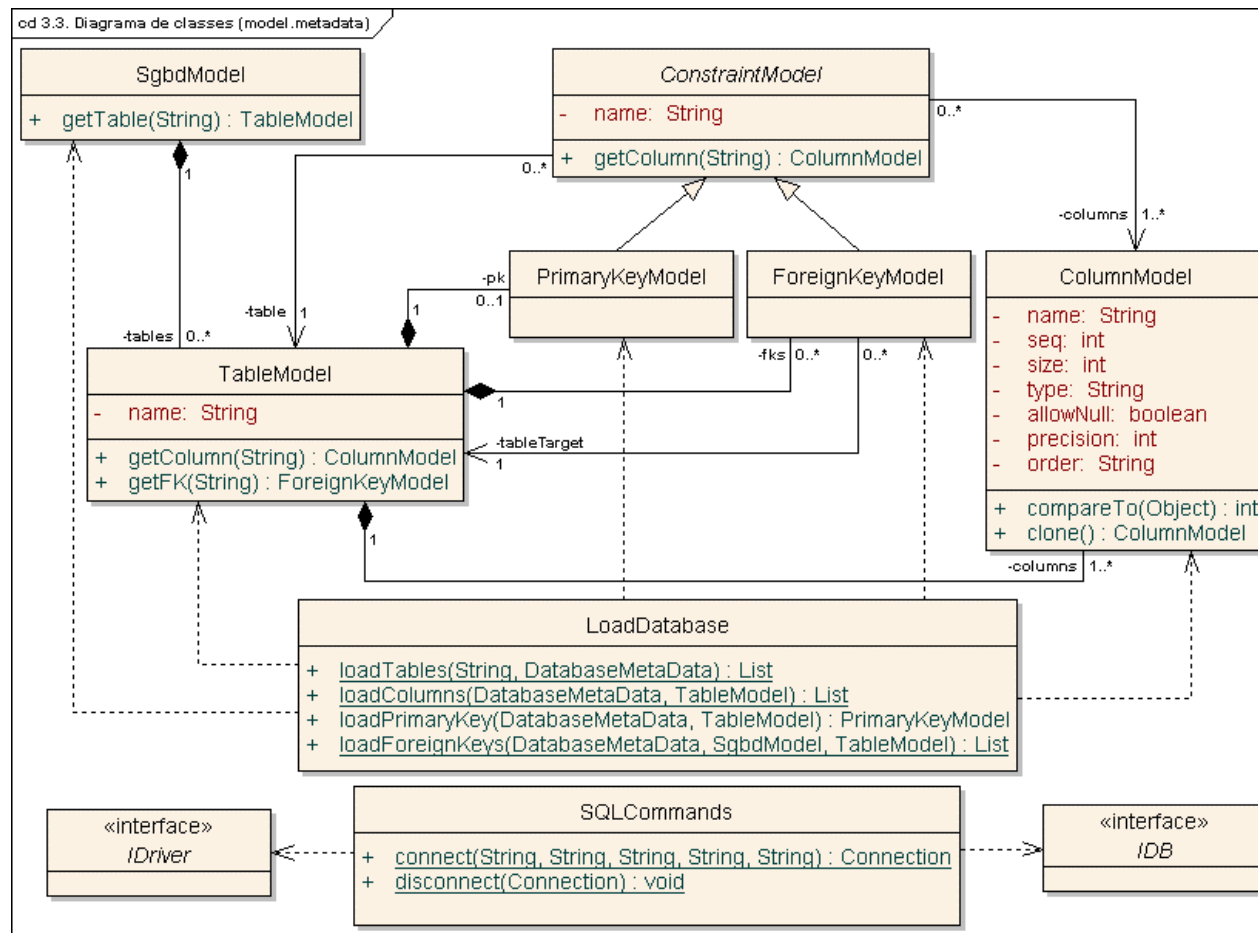 cd 3.3. Diagrama de classes (model.metadata)
SgbdModel
+ getTable(String) : TableModel
1
-tables 0..*
ConstraintModel
- name: String
+ getColumn(String) : ColumnModel
0..*
0..*
-columns 1..*
-table 1
PrimaryKeyModel
-pk
0..1
1
ForeignKeyModel
-fks 0..*
0..*
1
-tableTarget
1
TableModel
- name: String
+ getColumn(String) : ColumnModel
+ getFK(String) : ForeignKeyModel
1
-columns 1..*
ColumnModel
- name: String
- seq: int
- size: int
- type: String
- allowNull: boolean
- precision: int
- order: String
+ compareTo(Object) : int
+ clone() : ColumnModel
LoadDatabase
+ loadTables(String, DatabaseMetaData) : List
+ loadColumns(DatabaseMetaData, TableModel) : List
+ loadPrimaryKey(DatabaseMetaData, TableModel) : PrimaryKeyModel
+ loadForeignKeys(DatabaseMetaData, SgbdModel, TableModel) : List
«interface»
IDriver
SQLCommands
+ connect(String, String, String, String, String) : Connection
+ disconnect(Connection) : void
«interface»
IDB